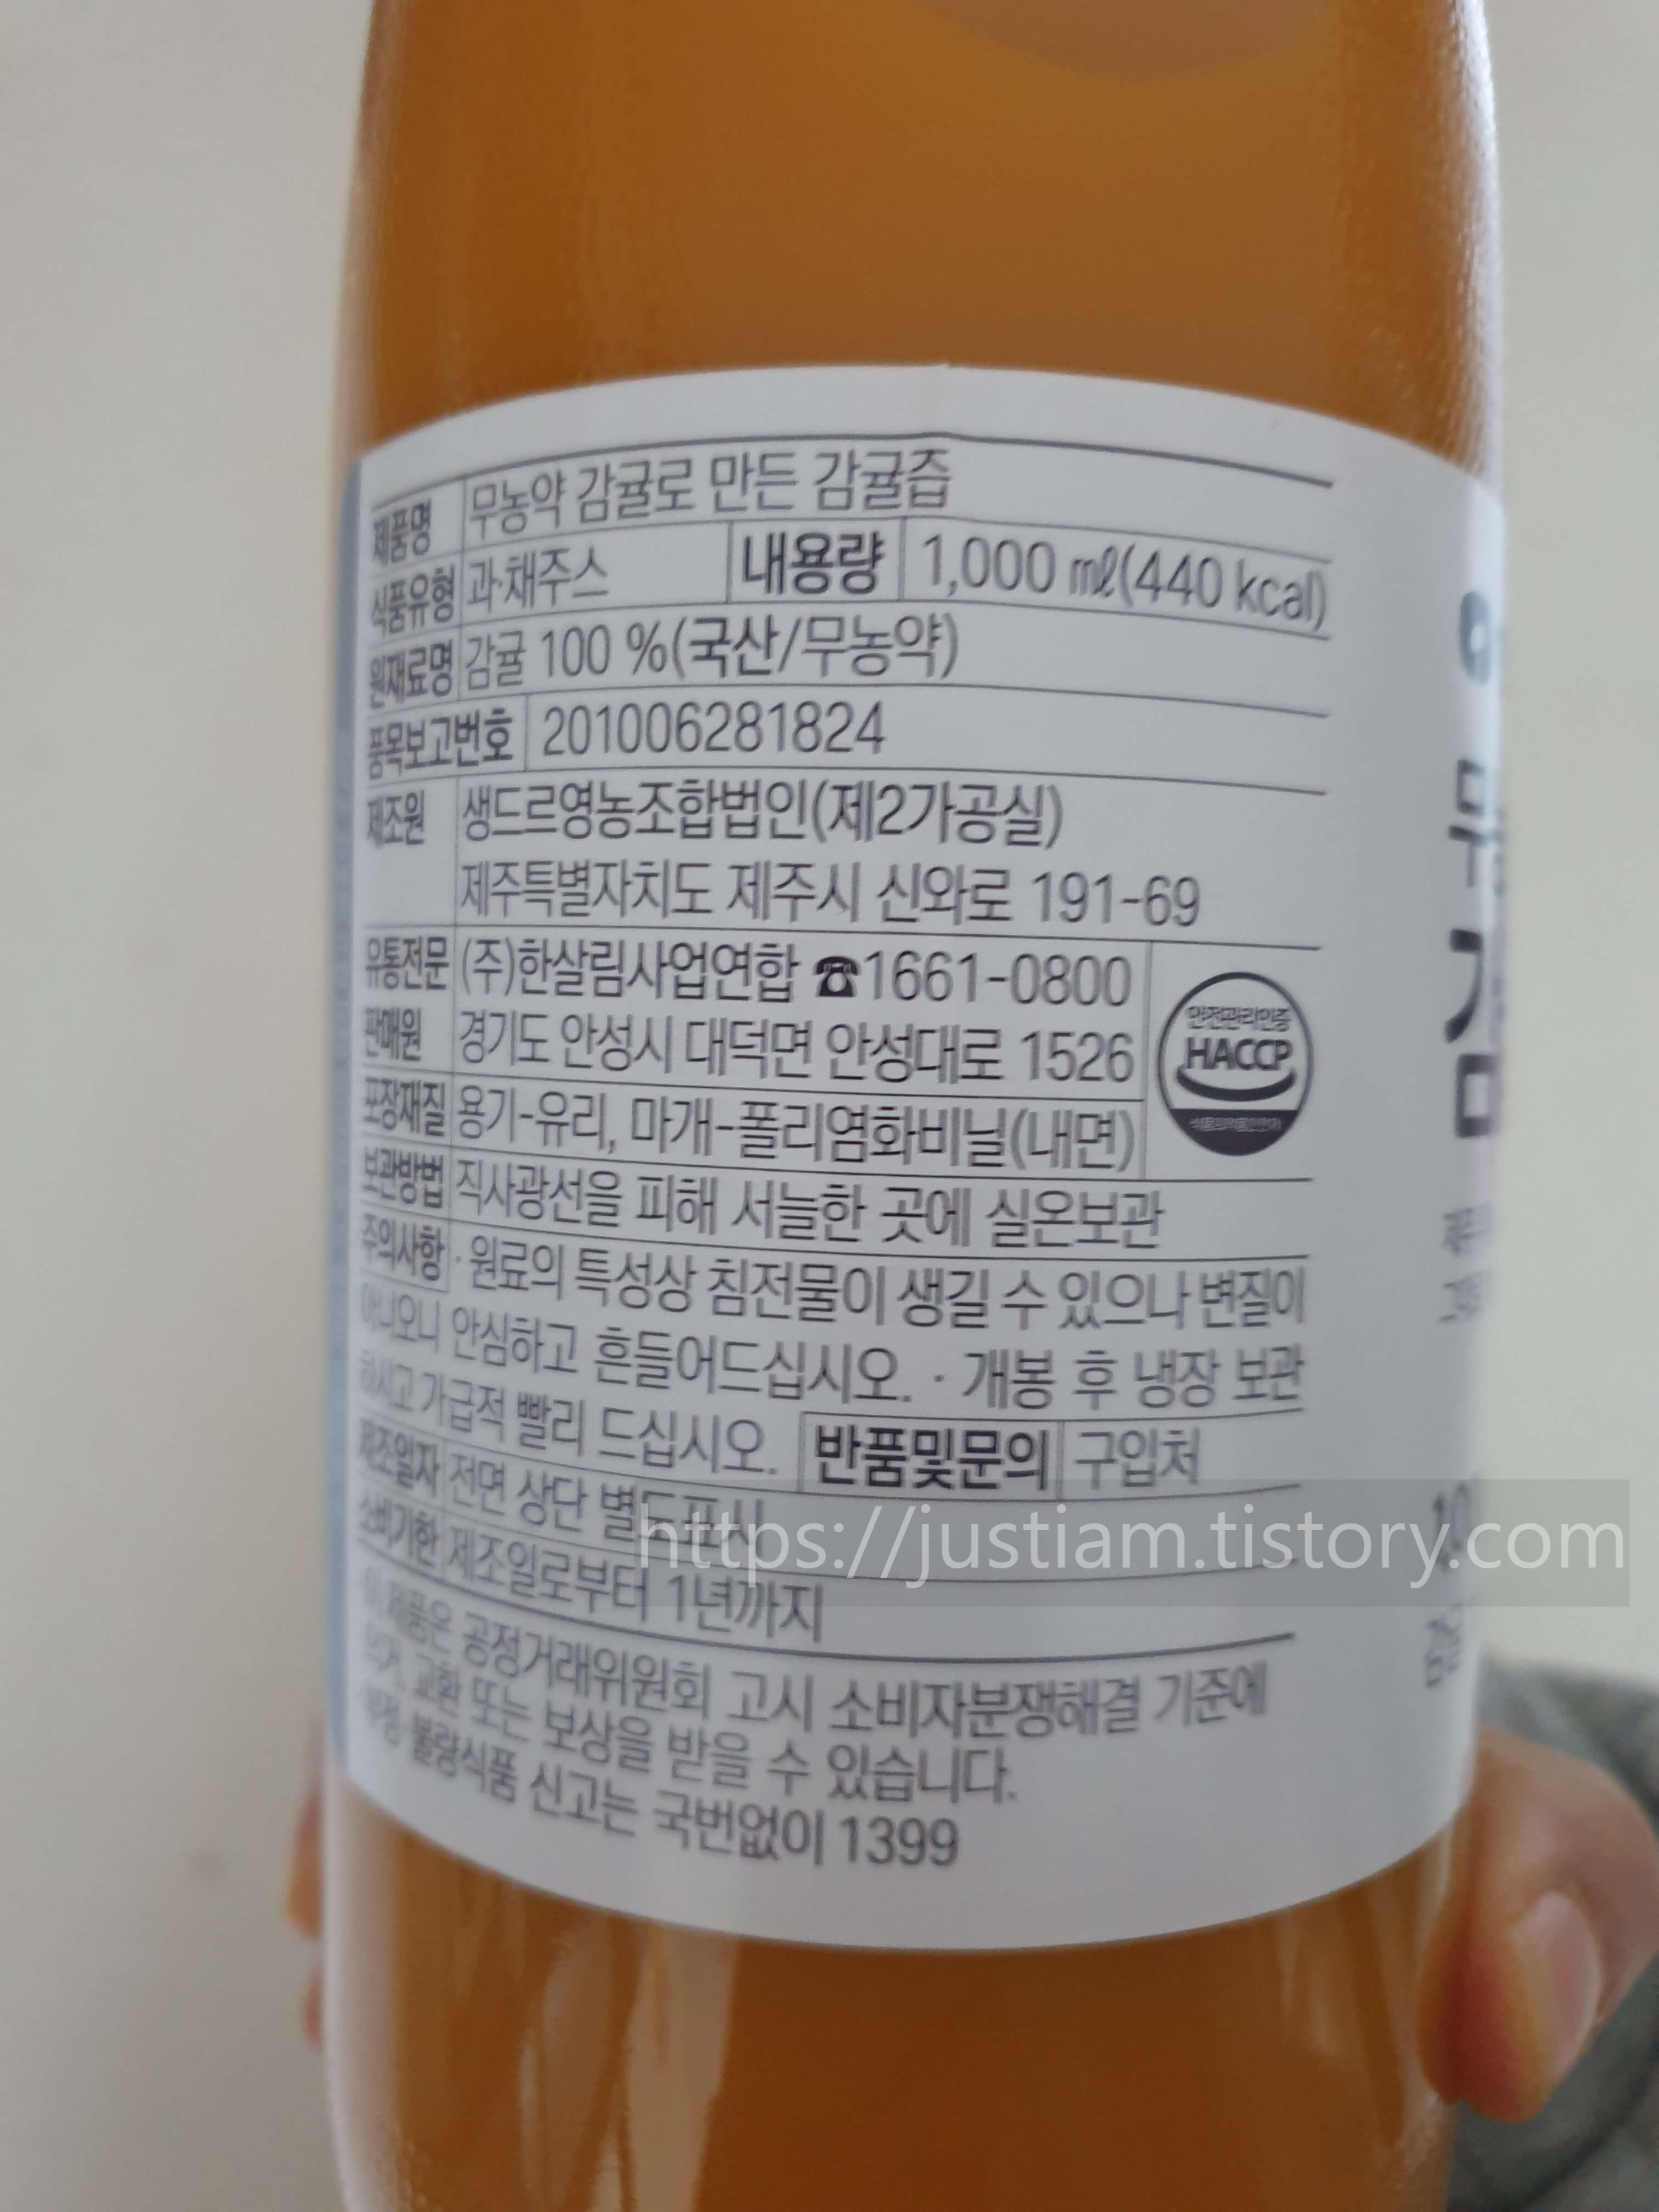 제품명 무농약 감귤로 만든 감귤즙
식품유형 과·채주스 내용량 1,000 ㎖(440 kcal)
원재료명 감귤 100 %(국산/무농약)
품목보고번호 201006281824
제조원 생드르영농조합법인(제2가공실)
제주특별자치도 제주시 신와로 191-69
유통전문 (주)한살림사업연합 ☎1661-0800
판매원 경기도 안성시 대덕면 안성대로 1526
안전관리인증
HACCP
포장재질 용기-유리, 마개-폴리염화비닐(내면)
보관방법 직사광선을 피해 서늘한 곳에 실온보관
주의사항 · 원료의 특성상 침전물이 생길 수 있으나 변질이
아니오니 안심하고 흔들어드십시오. · 개봉 후 냉장 보관
하시고 가급적 빨리 드십시오. 반품및문의 구입처
제조일자 전면 상단 별도표시
소비기한 제조일로부터 1년까지
이 제품은 공정거래위원회 고시 소비자분쟁해결 기준에
의거, 교환 또는 보상을 받을 수 있습니다.
부정·불량식품 신고는 국번없이 1399
https://justiam.tistory.com